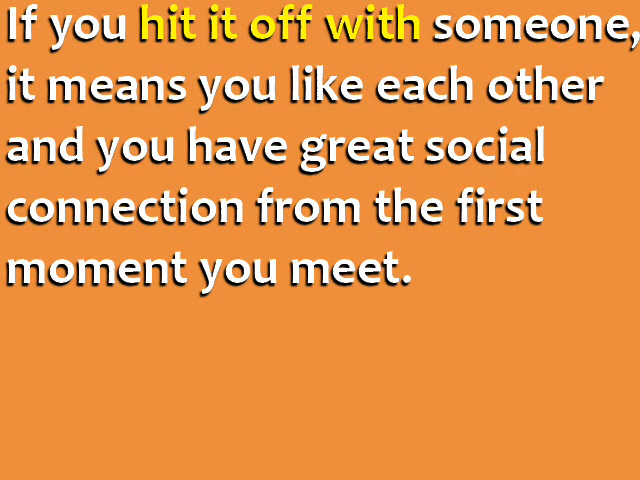 If you hit it off with someone,
it means you like each other
and you have great social
connection from the first
moment you meet.